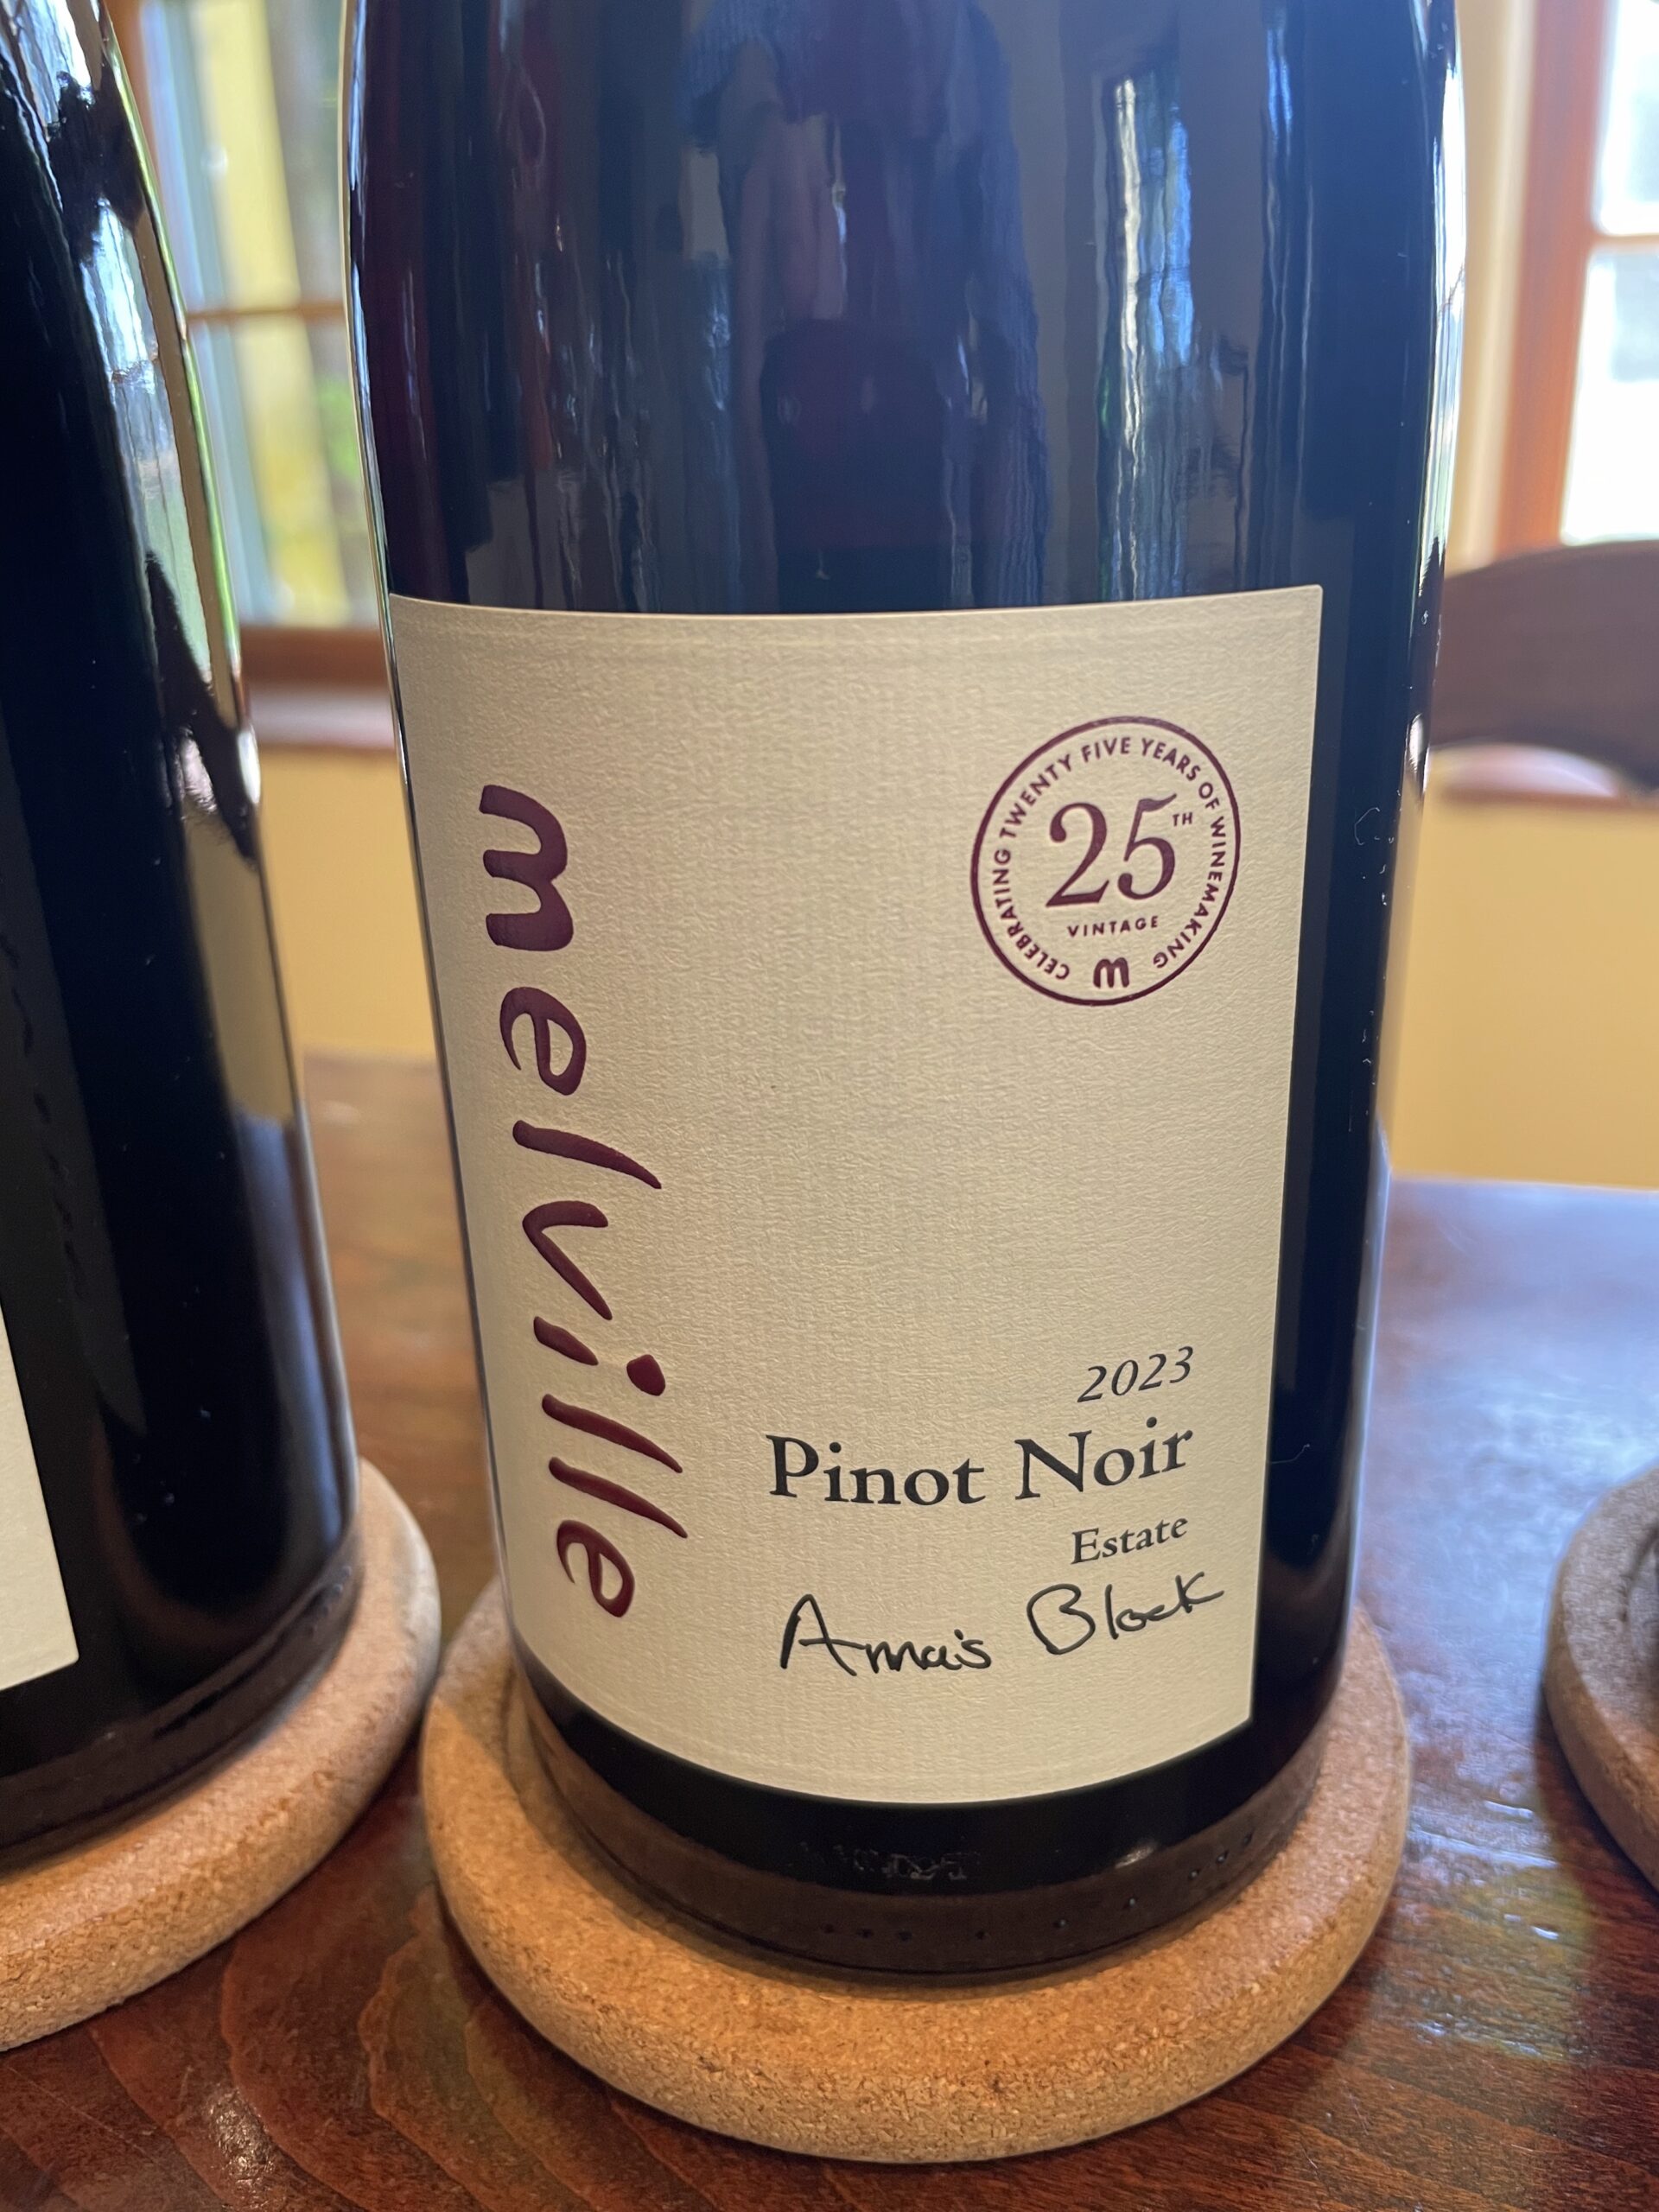 melville
CELEBRATING TWENTY FIVE YEARS OF WINEMAKING
25TH
VINTAGE
m
2023
Pinot Noir
Estate
Anna's Block